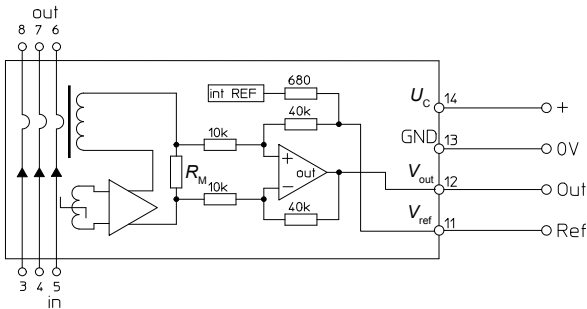 out
8 7 6
int REF
680
U_C 14 +
40k
10k
GND 13 0V
+
R_M
out
V_out 12 Out
−
10k
40k
V_ref 11 Ref
3 4 5
in